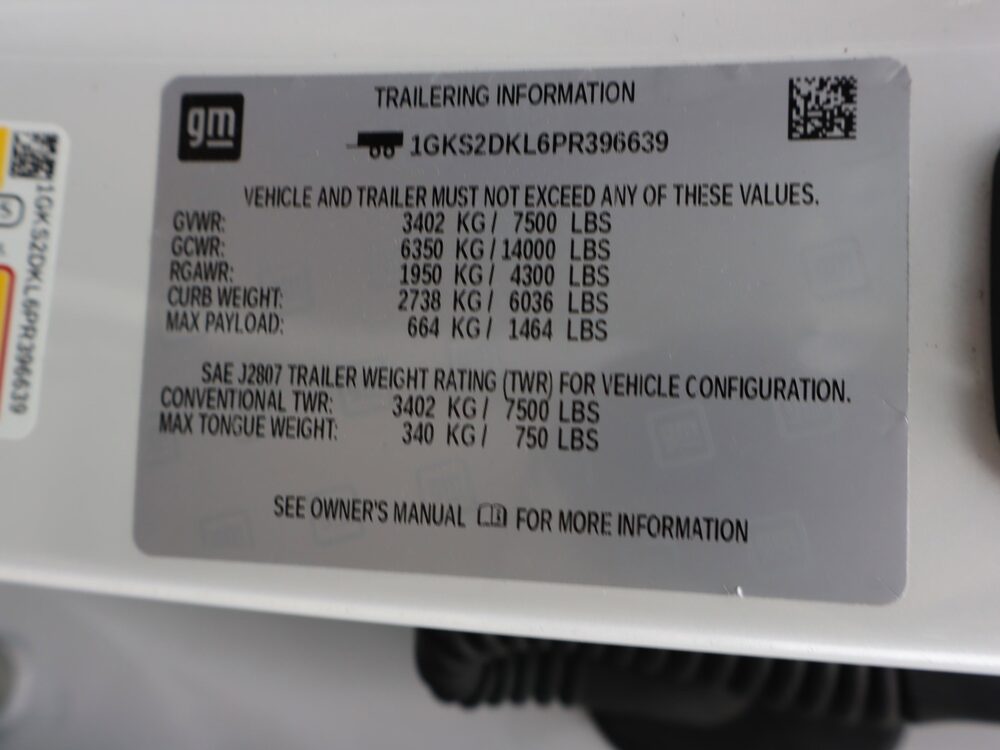 gm
TRAILERING INFORMATION
1GKS2DKL6PR396639
VEHICLE AND TRAILER MUST NOT EXCEED ANY OF THESE VALUES.
GVWR: 3402 KG/ 7500 LBS
GCWR: 6350 KG/14000 LBS
RGAWR: 1950 KG/ 4300 LBS
CURB WEIGHT: 2738 KG/ 6036 LBS
MAX PAYLOAD: 664 KG/ 1464 LBS
SAE J2807 TRAILER WEIGHT RATING (TWR) FOR VEHICLE CONFIGURATION.
CONVENTIONAL TWR: 3402 KG/ 7500 LBS
MAX TONGUE WEIGHT: 340 KG/ 750 LBS
SEE OWNER'S MANUAL FOR MORE INFORMATION
1GKS2DKL6PR396639